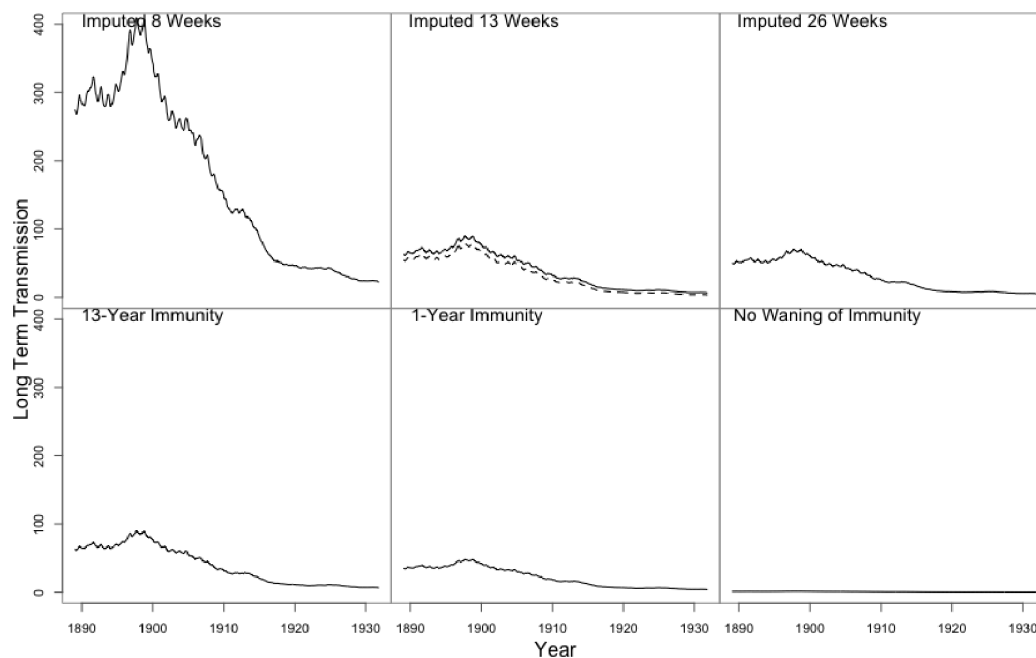 Imputed 8 Weeks
Imputed 13 Weeks
Imputed 26 Weeks
400
300
200
100
0
Long Term Transmission
13-Year Immunity
1-Year Immunity
No Waning of Immunity
400
300
200
100
0
1890 1900 1910 1920 1930
1890 1900 1910 1920 1930
1890 1900 1910 1920 1930
Year